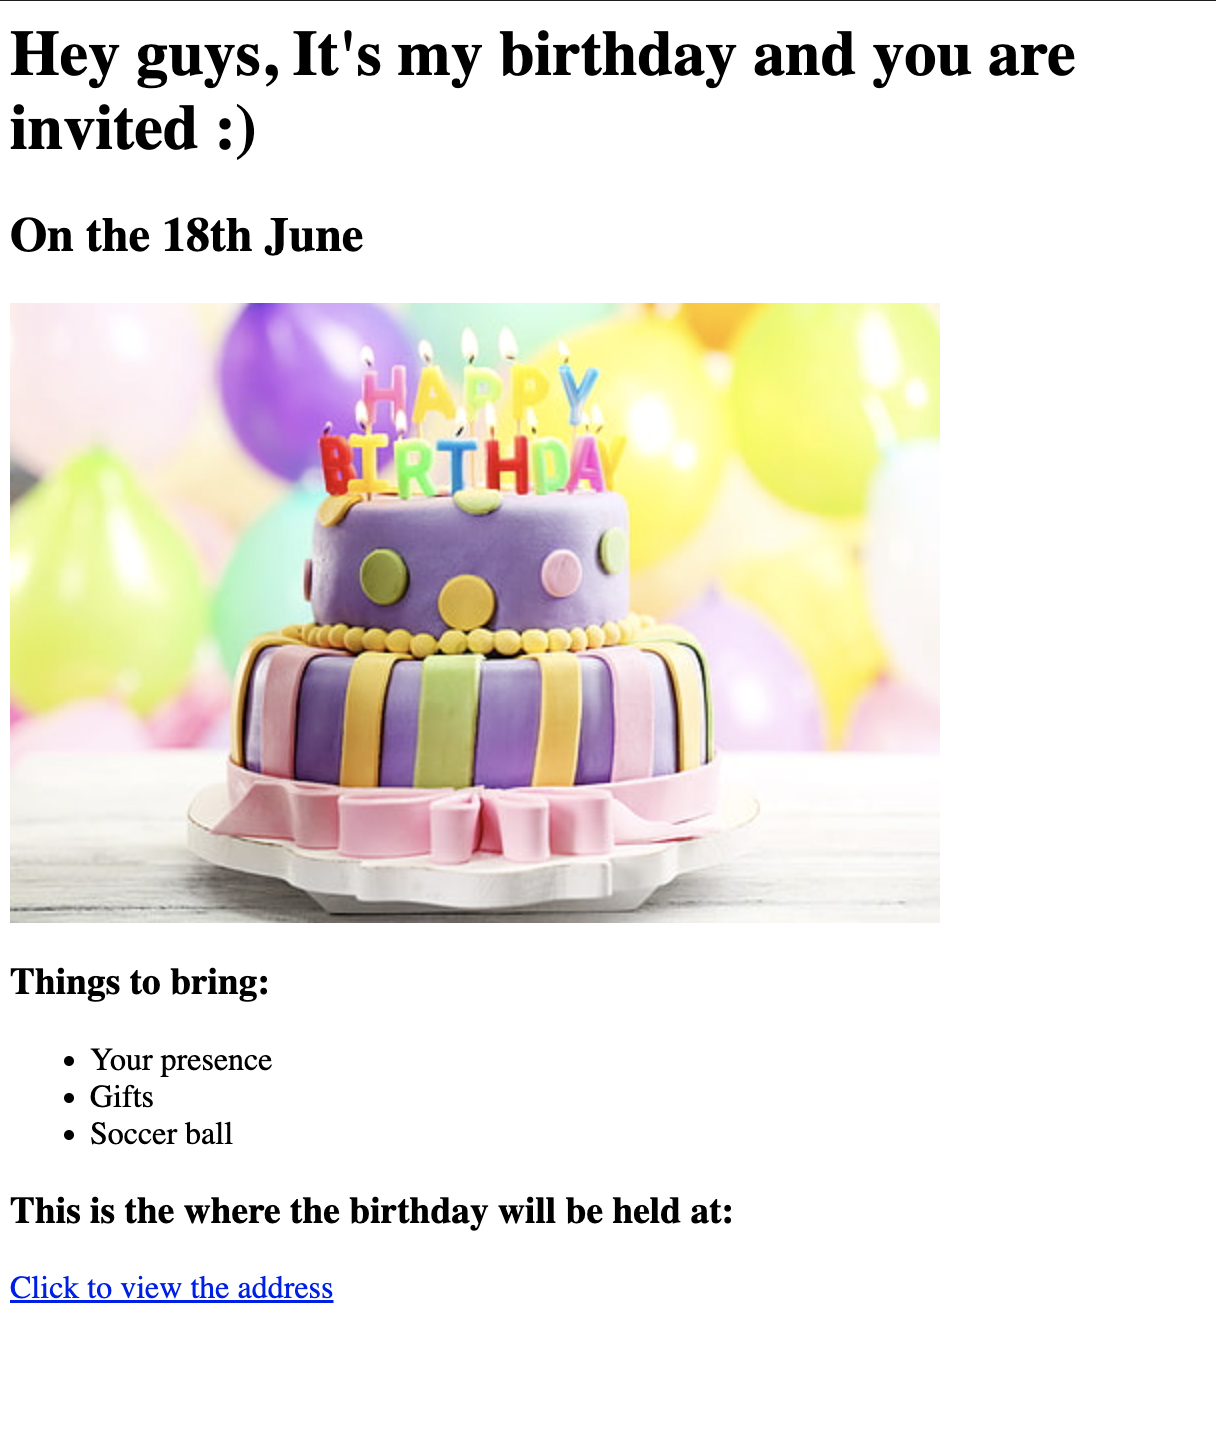 Hey guys, It's my birthday and you are
invited :)
On the 18th June
HAPPY
BIRTHDAY
Things to bring:
Your presence
Gifts
Soccer ball
This is the where the birthday will be held at:
Click to view the address